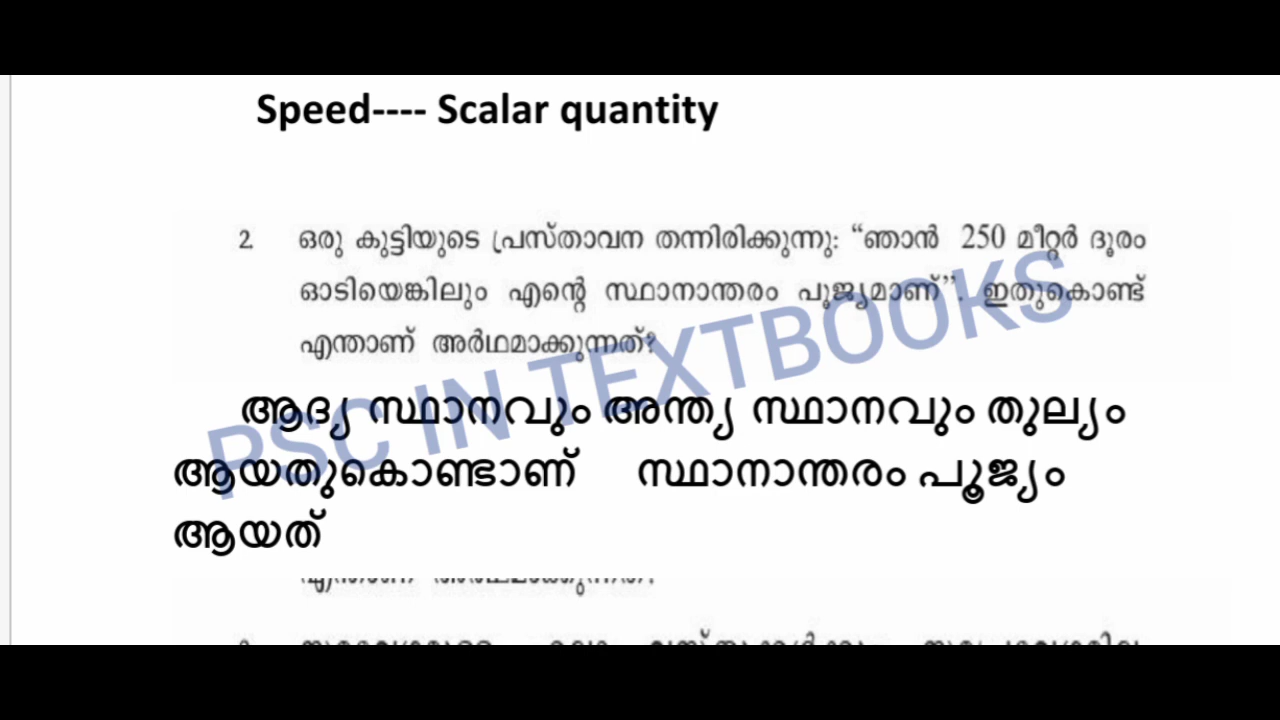 Speed---- Scalar quantity
2. ഒരു കുട്ടിയുടെ പ്രസ്താവന തന്നിരിക്കുന്നു: “ഞാൻ 250 മീറ്റർ ദൂരം
ഓടിയെങ്കിലും എന്റെ സ്ഥാനാന്തരം പൂജ്യമാണ്”. ഇതുകൊണ്ട്
എന്താണ് അർഥമാക്കുന്നത്?
PSC IN TEXTBOOKS
ആദ്യ സ്ഥാനവും അന്ത്യ സ്ഥാനവും തുല്യം
ആയതുകൊണ്ടാണ് സ്ഥാനാന്തരം പൂജ്യം
ആയത്